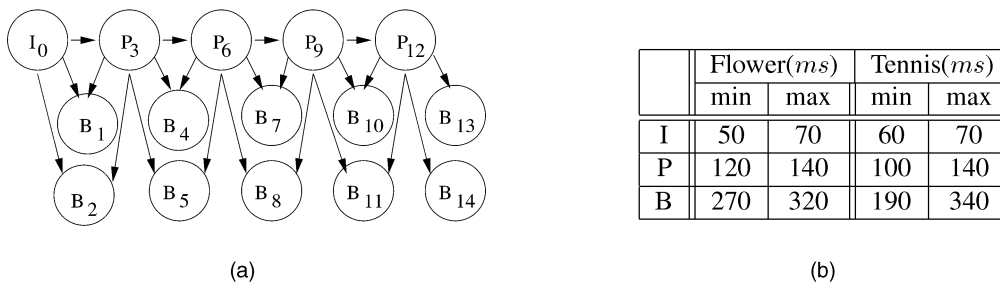 I0 P3 P6 P9 P12
B1 B4 B7 B10 B13
B2 B5 B8 B11 B14
(a)
Flower(ms) Tennis(ms)
min max min max
I 50 70 60 70
P 120 140 100 140
B 270 320 190 340
(b)